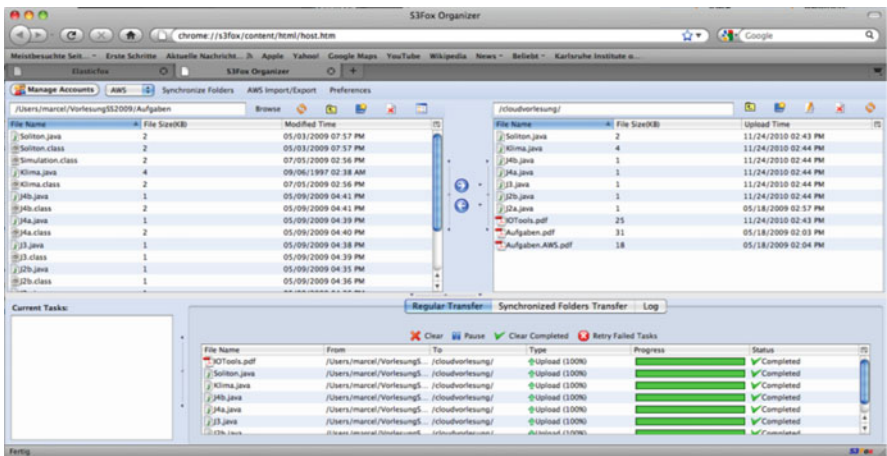 S3Fox Organizer
chrome://s3fox/content/html/host.htm
Google
Meistbesuchte Seit... Erste Schritte Aktuelle Nachricht... Apple Yahoo! Google Maps YouTube Wikipedia News Beliebt Karlsruhe Institute o...
Elasticfox S3Fox Organizer
Manage Accounts AWS Synchronize Folders AWS Import/Export Preferences
/Users/marcel/VorlesungSS2009/Aufgaben Browse
File Name File Size(KB) Modified Time
Soliton.java 2 05/03/2009 07:57 PM
Soliton.class 2 05/03/2009 07:57 PM
Simulation.class 2 07/05/2009 02:56 PM
Klima.java 4 09/06/1997 02:38 AM
Klima.class 2 07/05/2009 02:56 PM
J4b.java 1 05/09/2009 04:41 PM
J4b.class 2 05/09/2009 04:41 PM
J4a.java 1 05/09/2009 04:39 PM
J4a.class 2 05/09/2009 04:40 PM
J3.java 1 05/09/2009 04:38 PM
J3.class 1 05/09/2009 04:39 PM
J2b.java 1 05/09/2009 04:35 PM
J2b.class 1 05/09/2009 04:36 PM
/cloudvorlesung/
File Name File Size(KB) Upload Time
Soliton.java 2 11/24/2010 02:43 PM
Klima.java 4 11/24/2010 02:44 PM
J4b.java 1 11/24/2010 02:44 PM
J4a.java 1 11/24/2010 02:44 PM
J3.java 1 11/24/2010 02:44 PM
J2b.java 1 11/24/2010 02:44 PM
J2a.java 1 05/18/2009 02:57 PM
IOTools.pdf 25 11/24/2010 02:43 PM
Aufgaben.pdf 31 05/18/2009 02:03 PM
Aufgaben.AWS.pdf 18 05/18/2009 02:04 PM
Current Tasks:
Regular Transfer Synchronized Folders Transfer Log
Clear Pause Clear Completed Retry Failed Tasks
File Name From To Type Progress Status
IOTools.pdf /Users/marcel/VorlesungS... /cloudvorlesung/ Upload (100%) Completed
Soliton.java /Users/marcel/VorlesungS... /cloudvorlesung/ Upload (100%) Completed
Klima.java /Users/marcel/VorlesungS... /cloudvorlesung/ Upload (100%) Completed
J4b.java /Users/marcel/VorlesungS... /cloudvorlesung/ Upload (100%) Completed
J4a.java /Users/marcel/VorlesungS... /cloudvorlesung/ Upload (100%) Completed
J3.java /Users/marcel/VorlesungS... /cloudvorlesung/ Upload (100%) Completed
J2b.java /Users/marcel/VorlesungS... /cloudvorlesung/ Upload (100%) Completed
Fertig